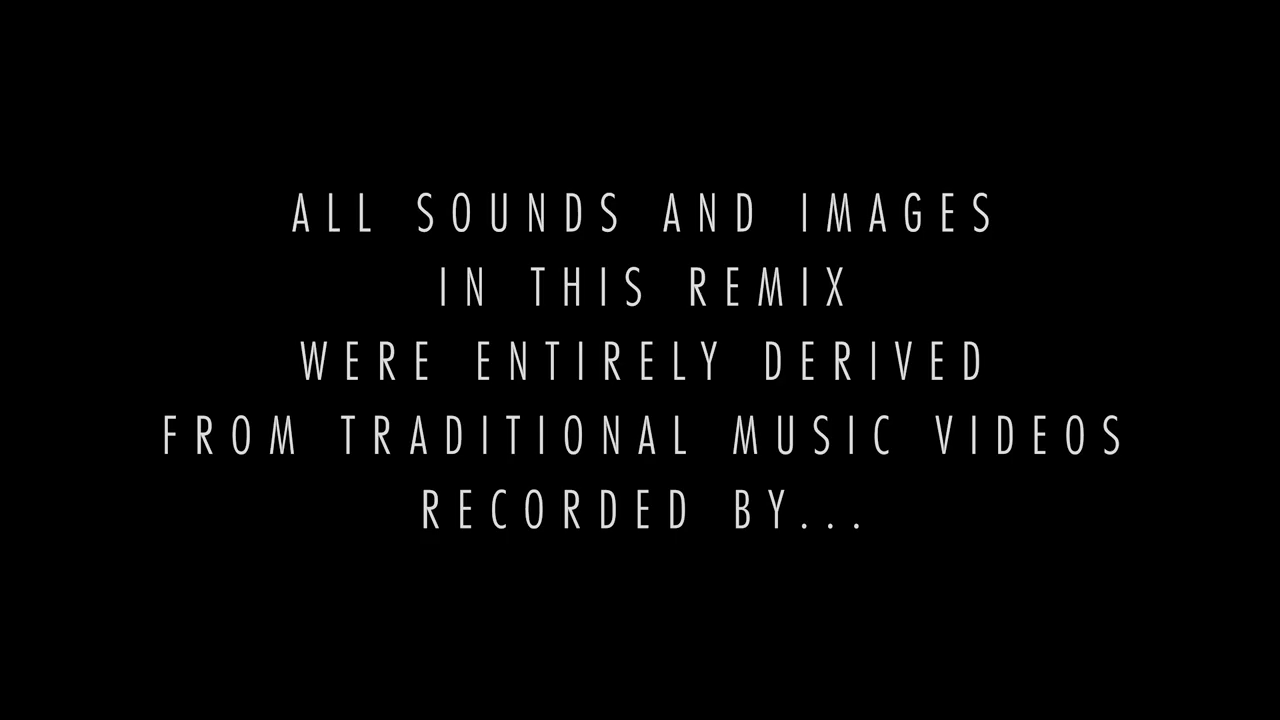 ALL SOUNDS AND IMAGES
IN THIS REMIX
WERE ENTIRELY DERIVED
FROM TRADITIONAL MUSIC VIDEOS
RECORDED BY...